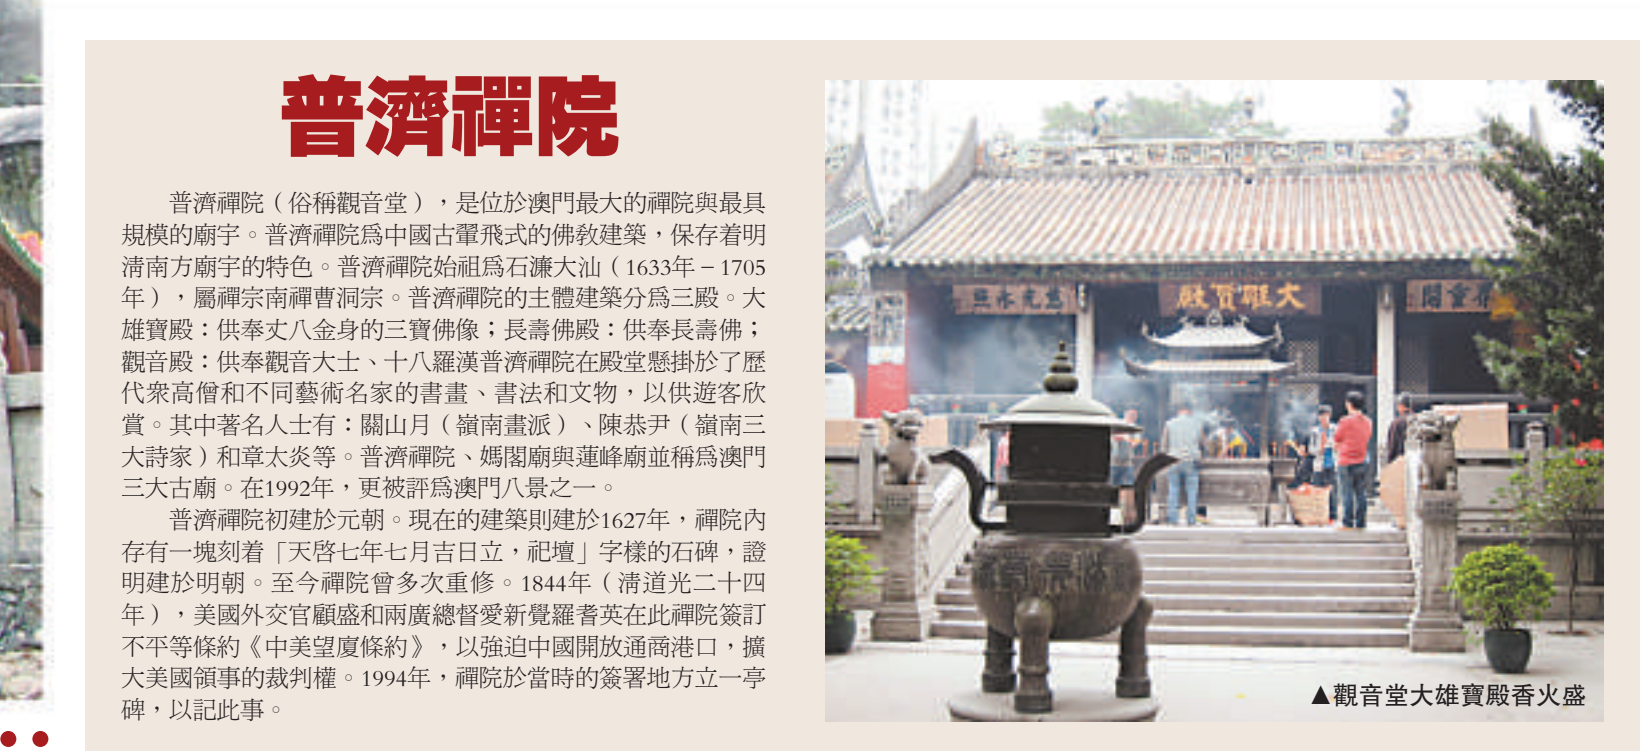 普濟禪院
普濟禪院（俗稱觀音堂），是位於澳門最大的禪院與最具
規模的廟宇。普濟禪院爲中國古翬飛式的佛敎建築，保存着明
淸南方廟宇的特色。普濟禪院始祖爲石濂大汕（1633年－1705
年），屬禪宗南禪曹洞宗。普濟禪院的主體建築分爲三殿。大
雄寶殿：供奉丈八金身的三寶佛像；長壽佛殿：供奉長壽佛；
觀音殿：供奉觀音大士、十八羅漢普濟禪院在殿堂懸掛於了歷
代衆高僧和不同藝術名家的書畫、書法和文物，以供遊客欣
賞。其中著名人士有：關山月（嶺南畫派）、陳恭尹（嶺南三
大詩家）和章太炎等。普濟禪院、媽閣廟與蓮峰廟並稱爲澳門
三大古廟。在1992年，更被評爲澳門八景之一。
普濟禪院初建於元朝。現在的建築則建於1627年，禪院內
存有一塊刻着「天啓七年七月吉日立，祀壇」字樣的石碑，證
明建於明朝。至今禪院曾多次重修。1844年（淸道光二十四
年），美國外交官顧盛和兩廣總督愛新覺羅耆英在此禪院簽訂
不平等條約《中美望廈條約》，以強迫中國開放通商港口，擴
大美國領事的裁判權。1994年，禪院於當時的簽署地方立一亭
碑，以記此事。
殿寶雄大
▲觀音堂大雄寶殿香火盛